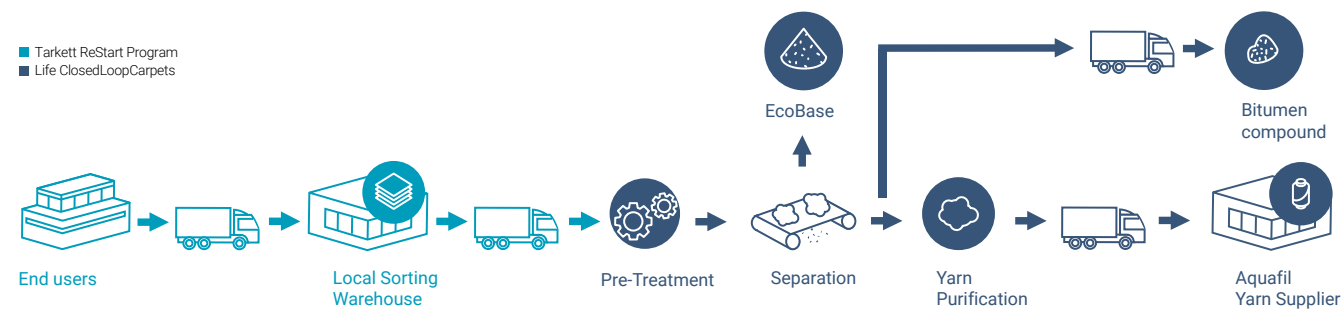 Tarkett ReStart Program
Life ClosedLoopCarpets
EcoBase
Bitumen
compound
End users
Local Sorting
Warehouse
Pre-Treatment
Separation
Yarn
Purification
Aquafil
Yarn Supplier